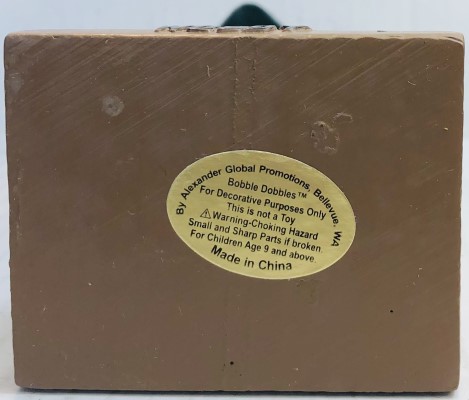 By Alexander Global Promotions, Bellevue, WA
Bobble Dobbles™
For Decorative Purposes Only
This is not a Toy
⚠Warning-Choking Hazard
Small and Sharp Parts if broken.
For Children Age 9 and above.
Made in China